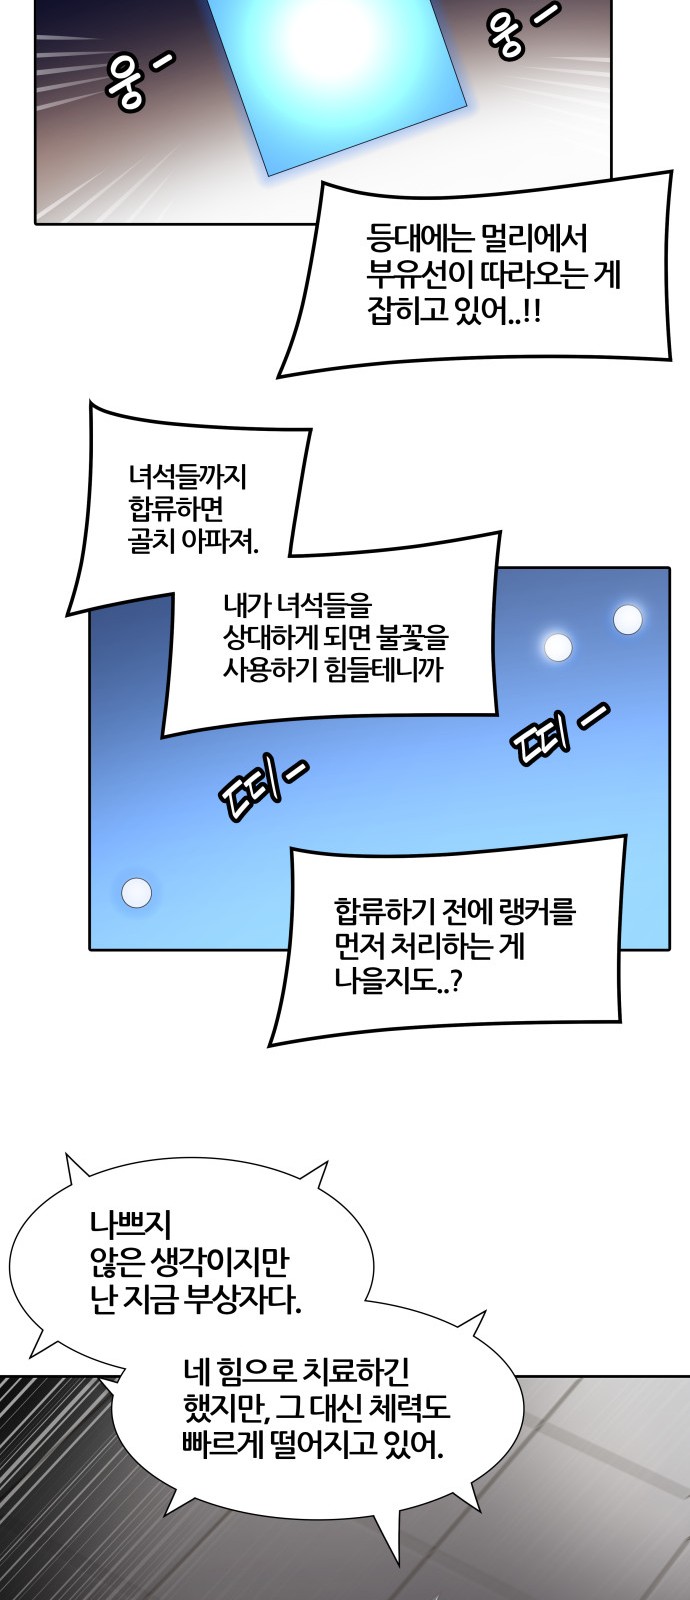 웅-
웅-
등대에는 멀리에서
부유선이 따라오는 게
잡히고 있어..!!
녀석들까지
합류하면
골치 아파져.
내가 녀석들을
상대하게 되면 불꽃을
사용하기 힘들테니까
띠-
띠-
합류하기 전에 랭커를
먼저 처리하는 게
나을지도..?
나쁘지
않은 생각이지만
난 지금 부상자다.
네 힘으로 치료하긴
했지만, 그 대신 체력도
빠르게 떨어지고 있어.